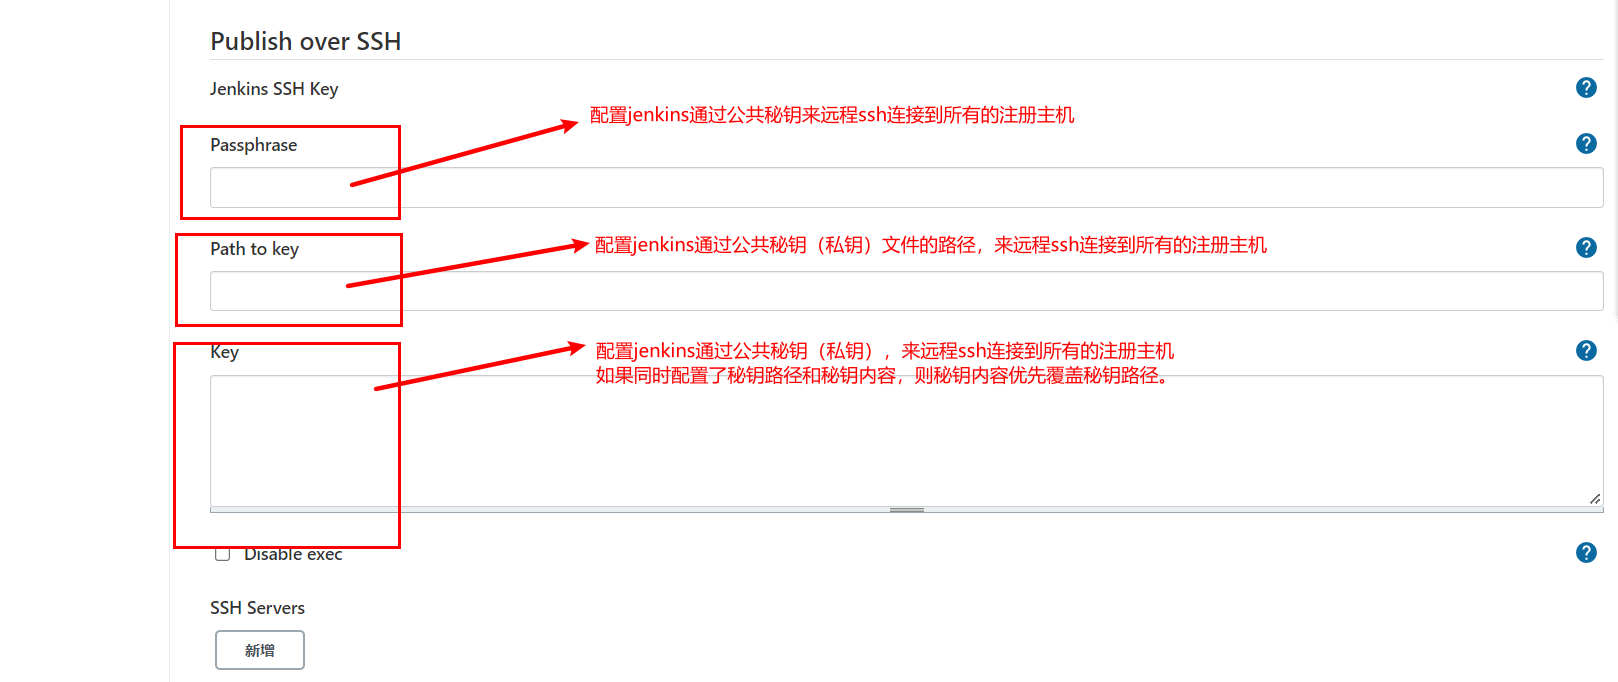 Publish over SSH
Jenkins SSH Key
配置jenkins通过公共秘钥来远程ssh连接到所有的注册主机
Passphrase
Path to key
配置jenkins通过公共秘钥（私钥）文件的路径，来远程ssh连接到所有的注册主机
Key
配置jenkins通过公共秘钥（私钥），来远程ssh连接到所有的注册主机
如果同时配置了秘钥路径和秘钥内容，则秘钥内容优先覆盖秘钥路径。
Disable exec
SSH Servers
新增